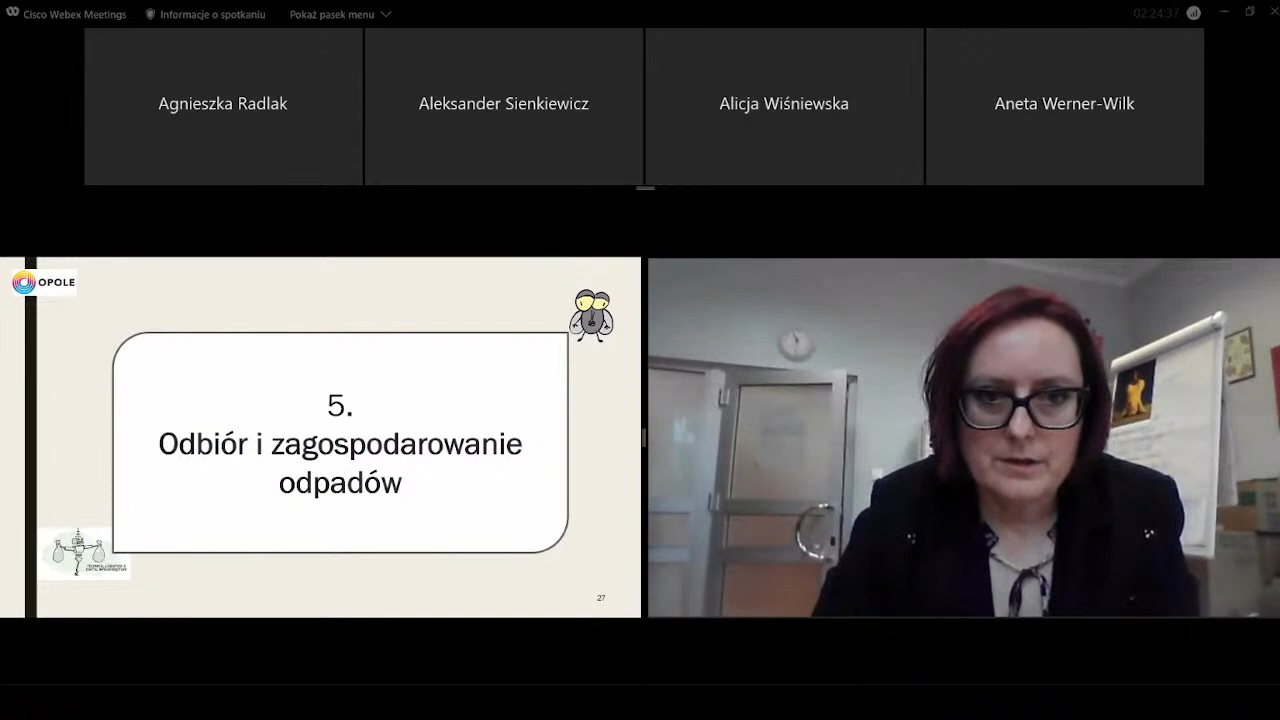 Cisco Webex Meetings
Informacje o spotkaniu
Pokaż pasek menu
02:24:37
Agnieszka Radlak
Aleksander Sienkiewicz
Alicja Wiśniewska
Aneta Werner-Wilk
OPOLE
5.
Odbiór i zagospodarowanie
odpadów
27